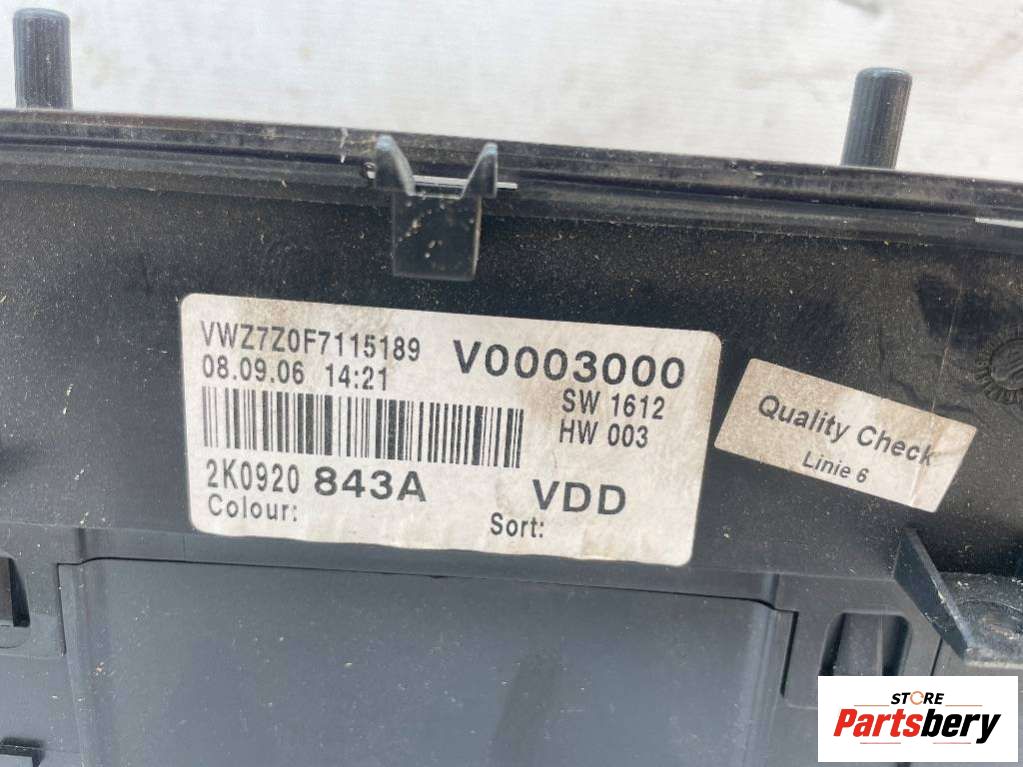 VWZ7Z0F7115189 V0003000
08.09.06 14:21
SW 1612
HW 003
2K0920 843A VDD
Colour: Sort:
Quality Check
Linie 6
STORE
Partsbery